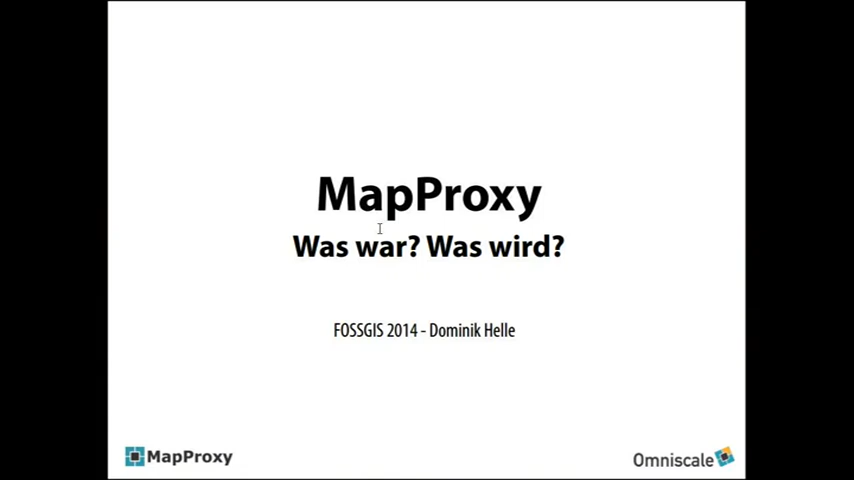 MapProxy
Was war? Was wird?
FOSSGIS 2014 - Dominik Helle
MapProxy
Omniscale